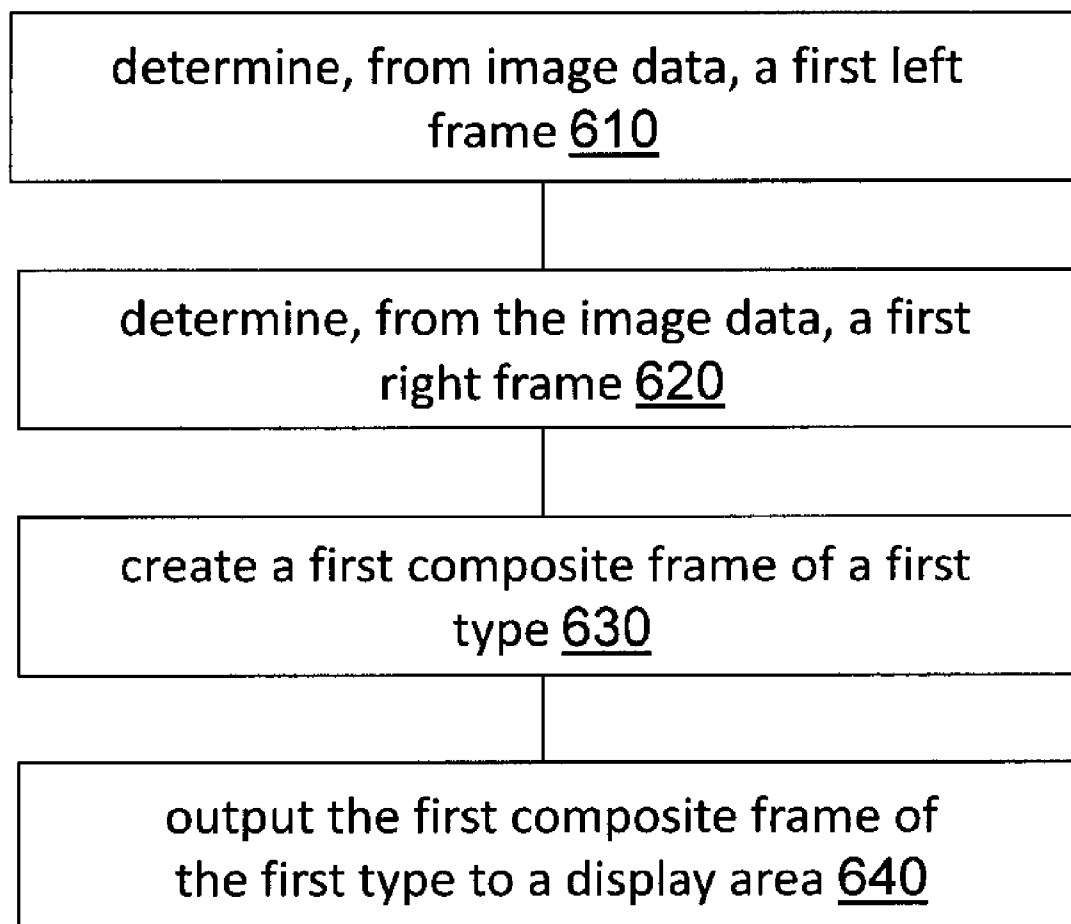 determine, from image data, a first left
frame 610
determine, from the image data, a first
right frame 620
create a first composite frame of a first
type 630
output the first composite frame of
the first type to a display area 640